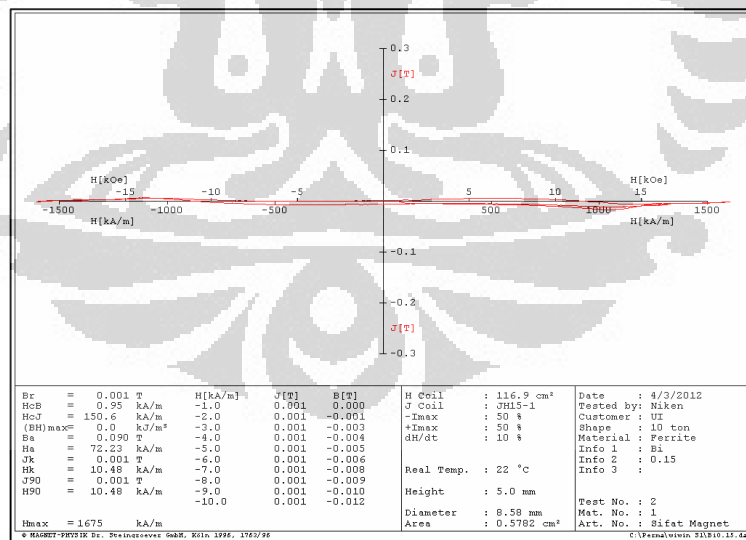 0.3
J[T]
0.2
0.1
H[kOe] H[kOe]
-15 -10 -5 5 10 15
-1500 -1000 -500 500 1000 1500
H[kA/m] H[kA/m]
-0.1
-0.2
J[T]
-0.3
Br = 0.001 T H[kA/m] J[T] B[T] H Coil : 116.9 cm² Date : 4/3/2012
HcB = 0.95 kA/m -1.0 0.001 0.000 J Coil : JH15-1 Tested by: Niken
HcJ = 150.6 kA/m -2.0 0.001 -0.001 -Imax : 50 % Customer : UI
(BH)max= 0.0 kJ/m³ -3.0 0.001 -0.003 +Imax : 50 % Shape : 10 ton
Ba = 0.090 T -4.0 0.001 -0.004 dH/dt : 10 % Material : Ferrite
Ha = 72.23 kA/m -5.0 0.001 -0.005 Info 1 : Bi
Jk = 0.001 T -6.0 0.001 -0.006 Info 2 : 0.15
Hk = 10.48 kA/m -7.0 0.001 -0.008 Real Temp. : 22 °C Info 3 :
J90 = 0.001 T -8.0 0.001 -0.009
H90 = 10.48 kA/m -9.0 0.001 -0.010 Height : 5.0 mm
-10.0 0.001 -0.012 Test No. : 2
Diameter : 8.58 mm Mat. No. : 1
Hmax = 1675 kA/m Area : 0.5782 cm² Art. No. : Sifat Magnet
© MAGNET-PHYSIK Dr. Steingroever GmbH, Köln 1996, 1763/96 C:\Perma\wiwin S1\Bi0.15.da